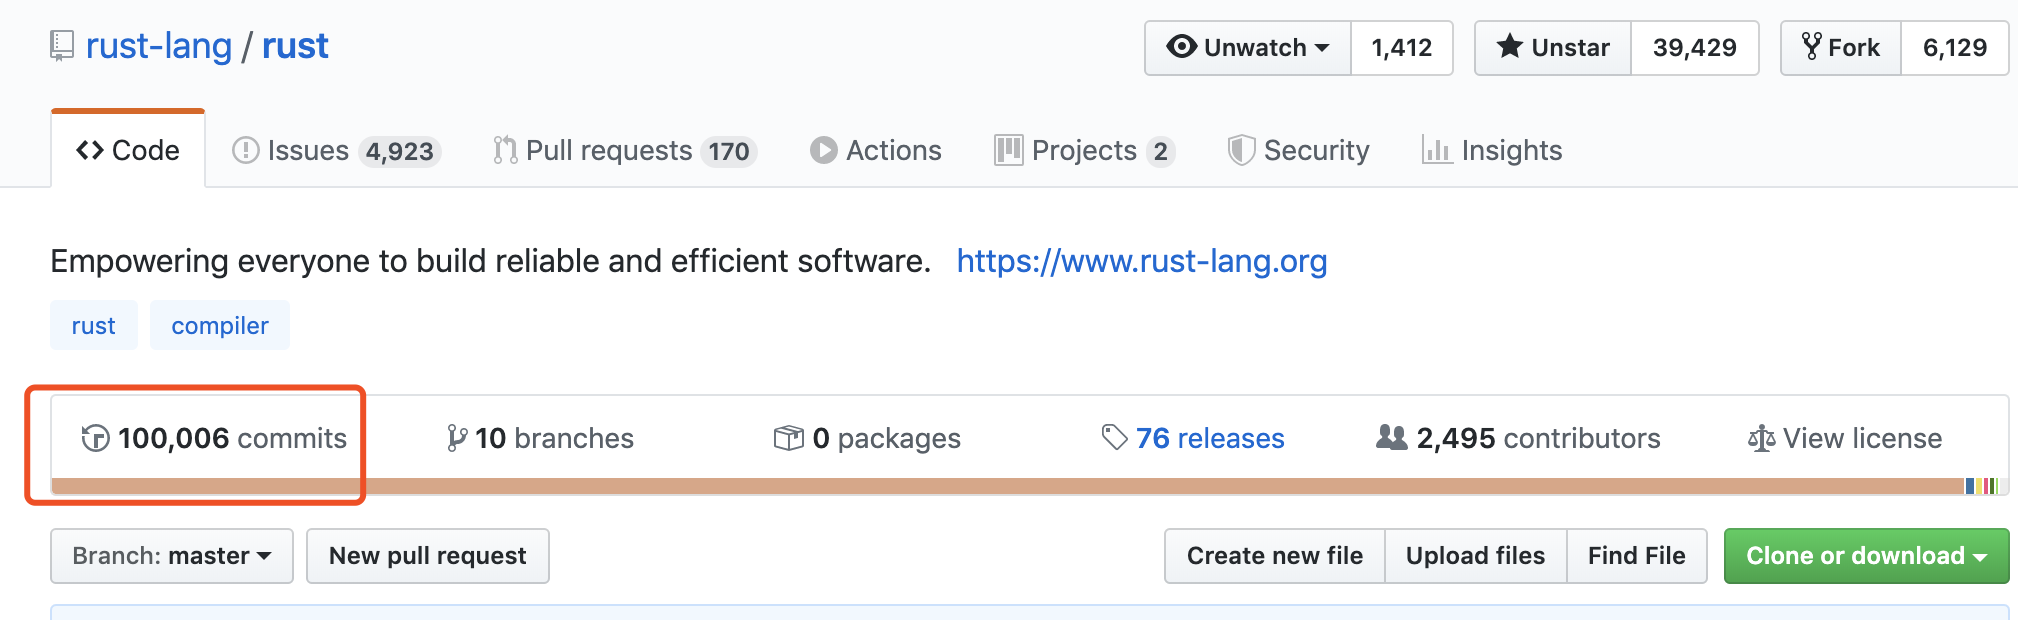 rust-lang / rust Unwatch 1,412 Unstar 39,429 Fork 6,129
Code Issues 4,923 Pull requests 170 Actions Projects 2 Security Insights
Empowering everyone to build reliable and efficient software. https://www.rust-lang.org
rust compiler
100,006 commits 10 branches 0 packages 76 releases 2,495 contributors View license
Branch: master New pull request Create new file Upload files Find File Clone or download